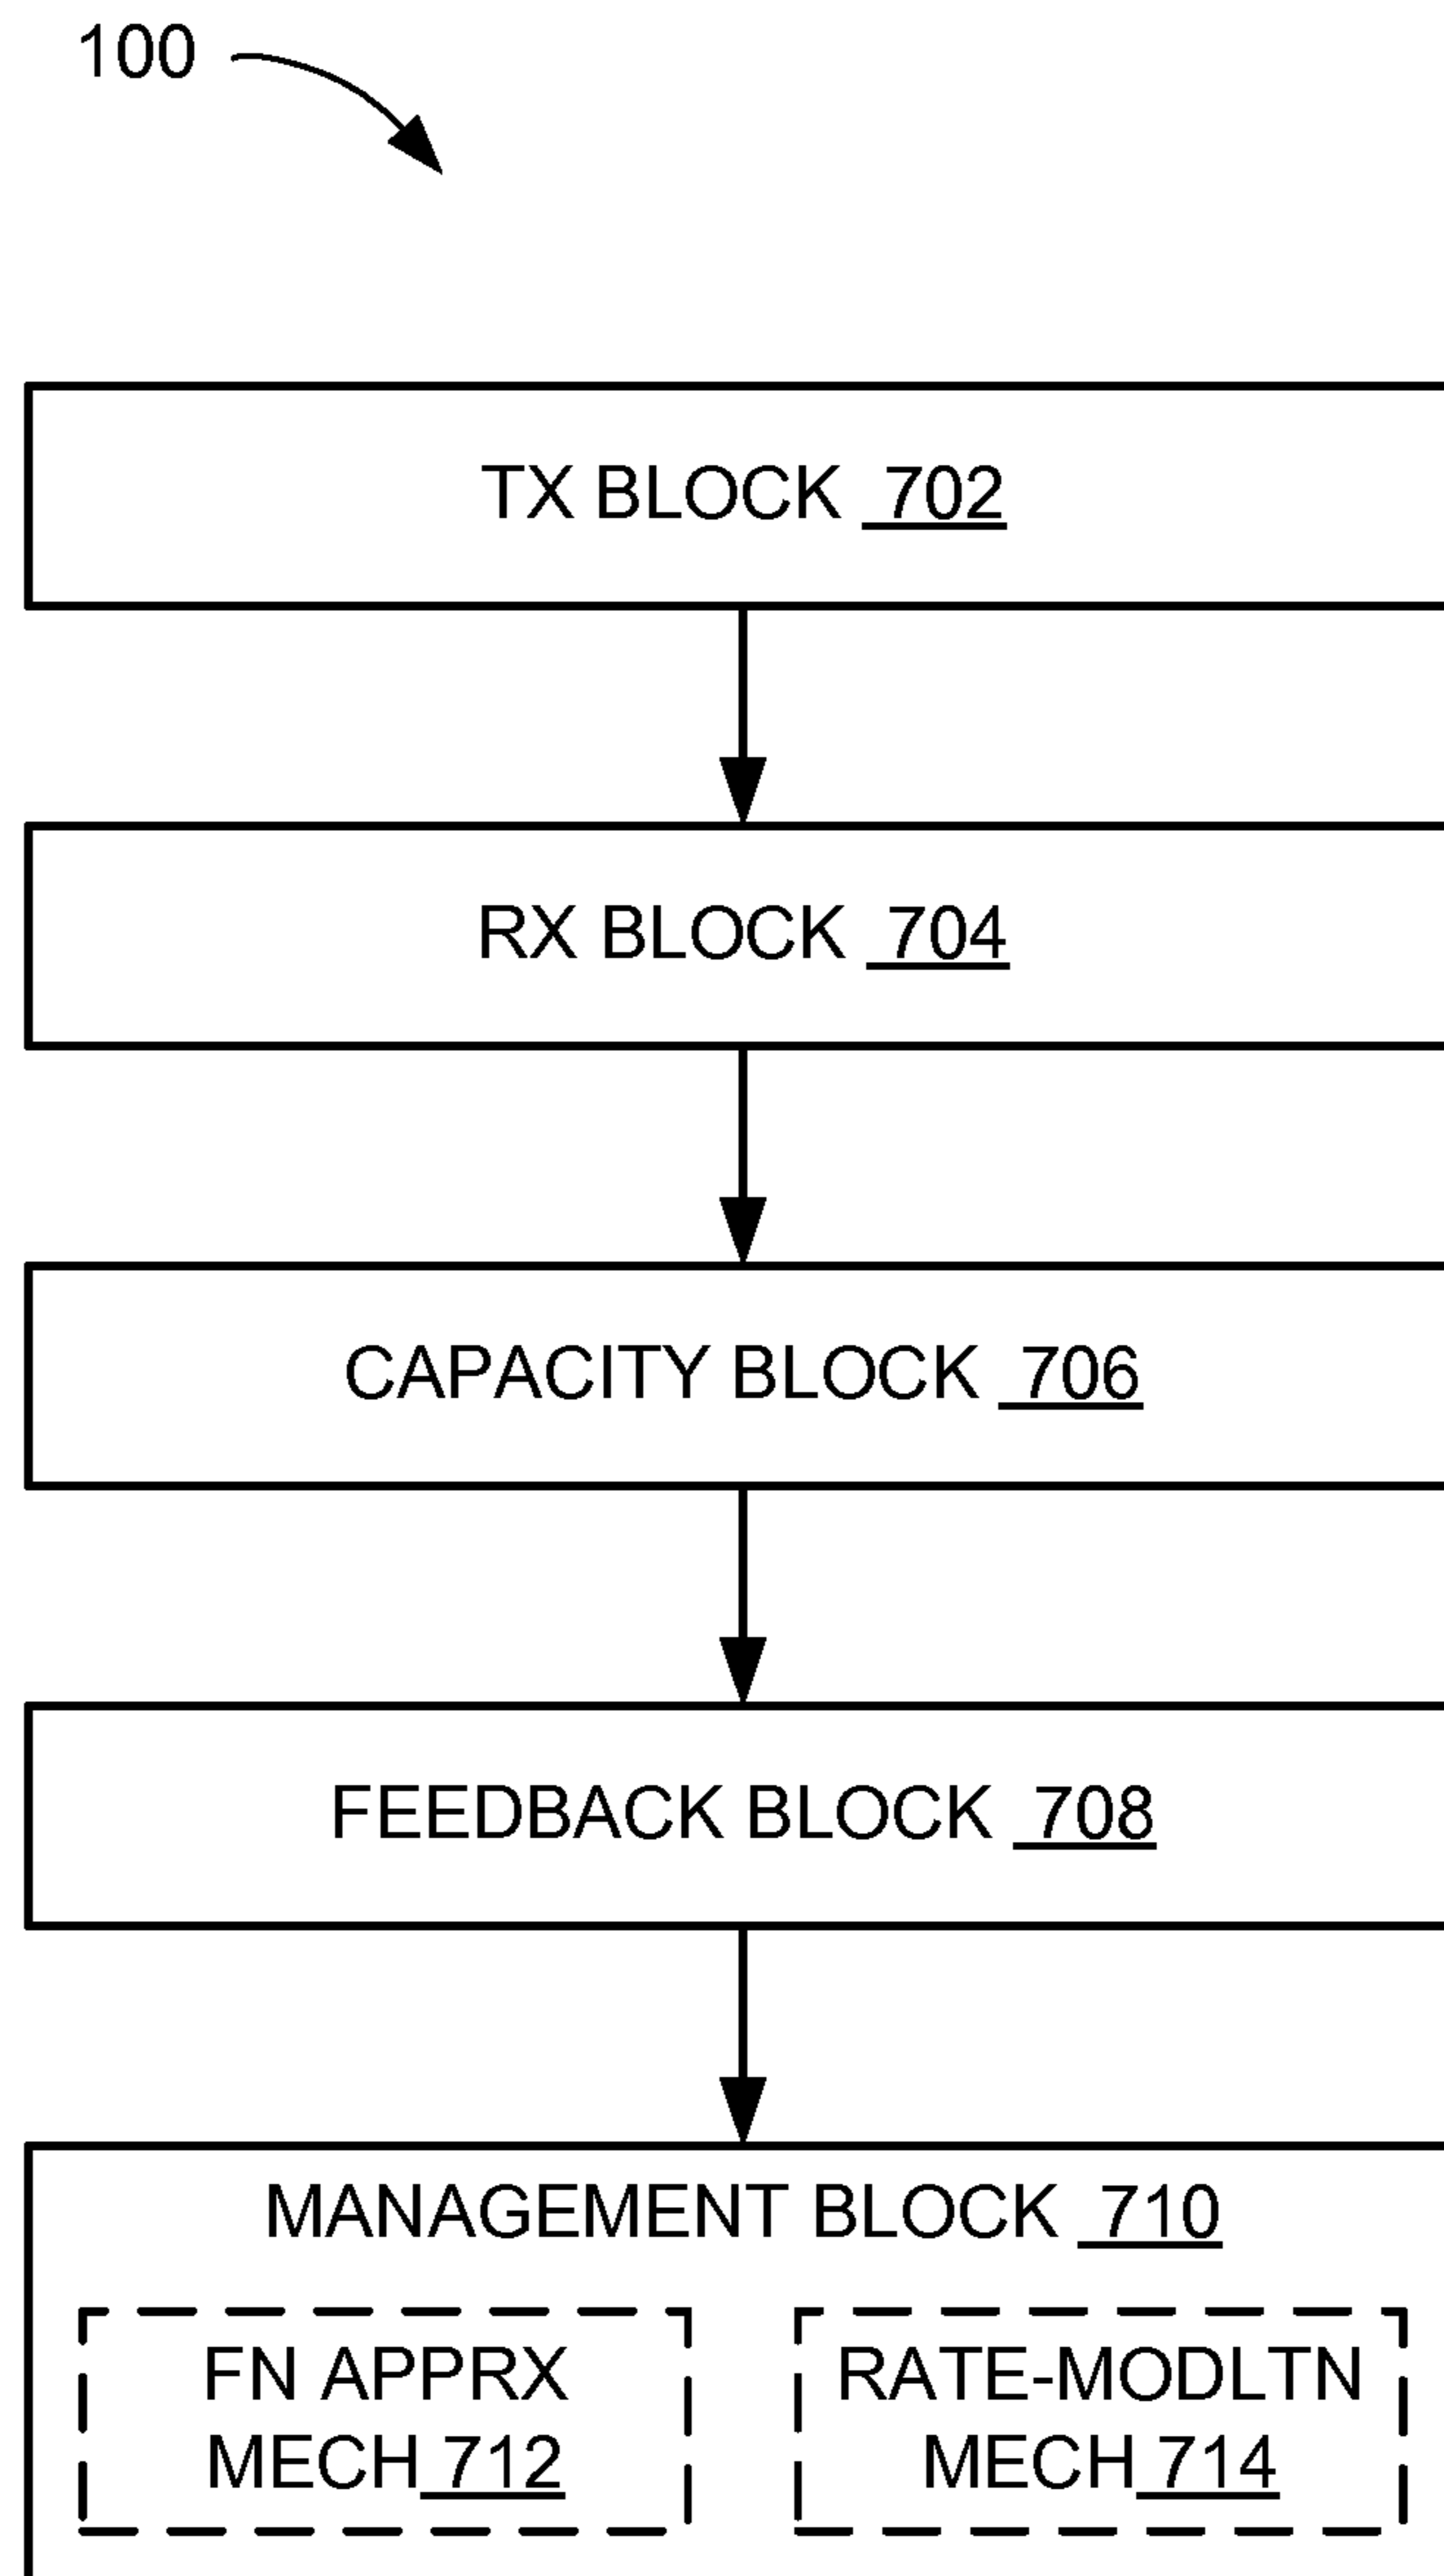 100
TX BLOCK 702
RX BLOCK 704
CAPACITY BLOCK 706
FEEDBACK BLOCK 708
MANAGEMENT BLOCK 710
FN APPRX
MECH 712
RATE-MODLTN
MECH 714